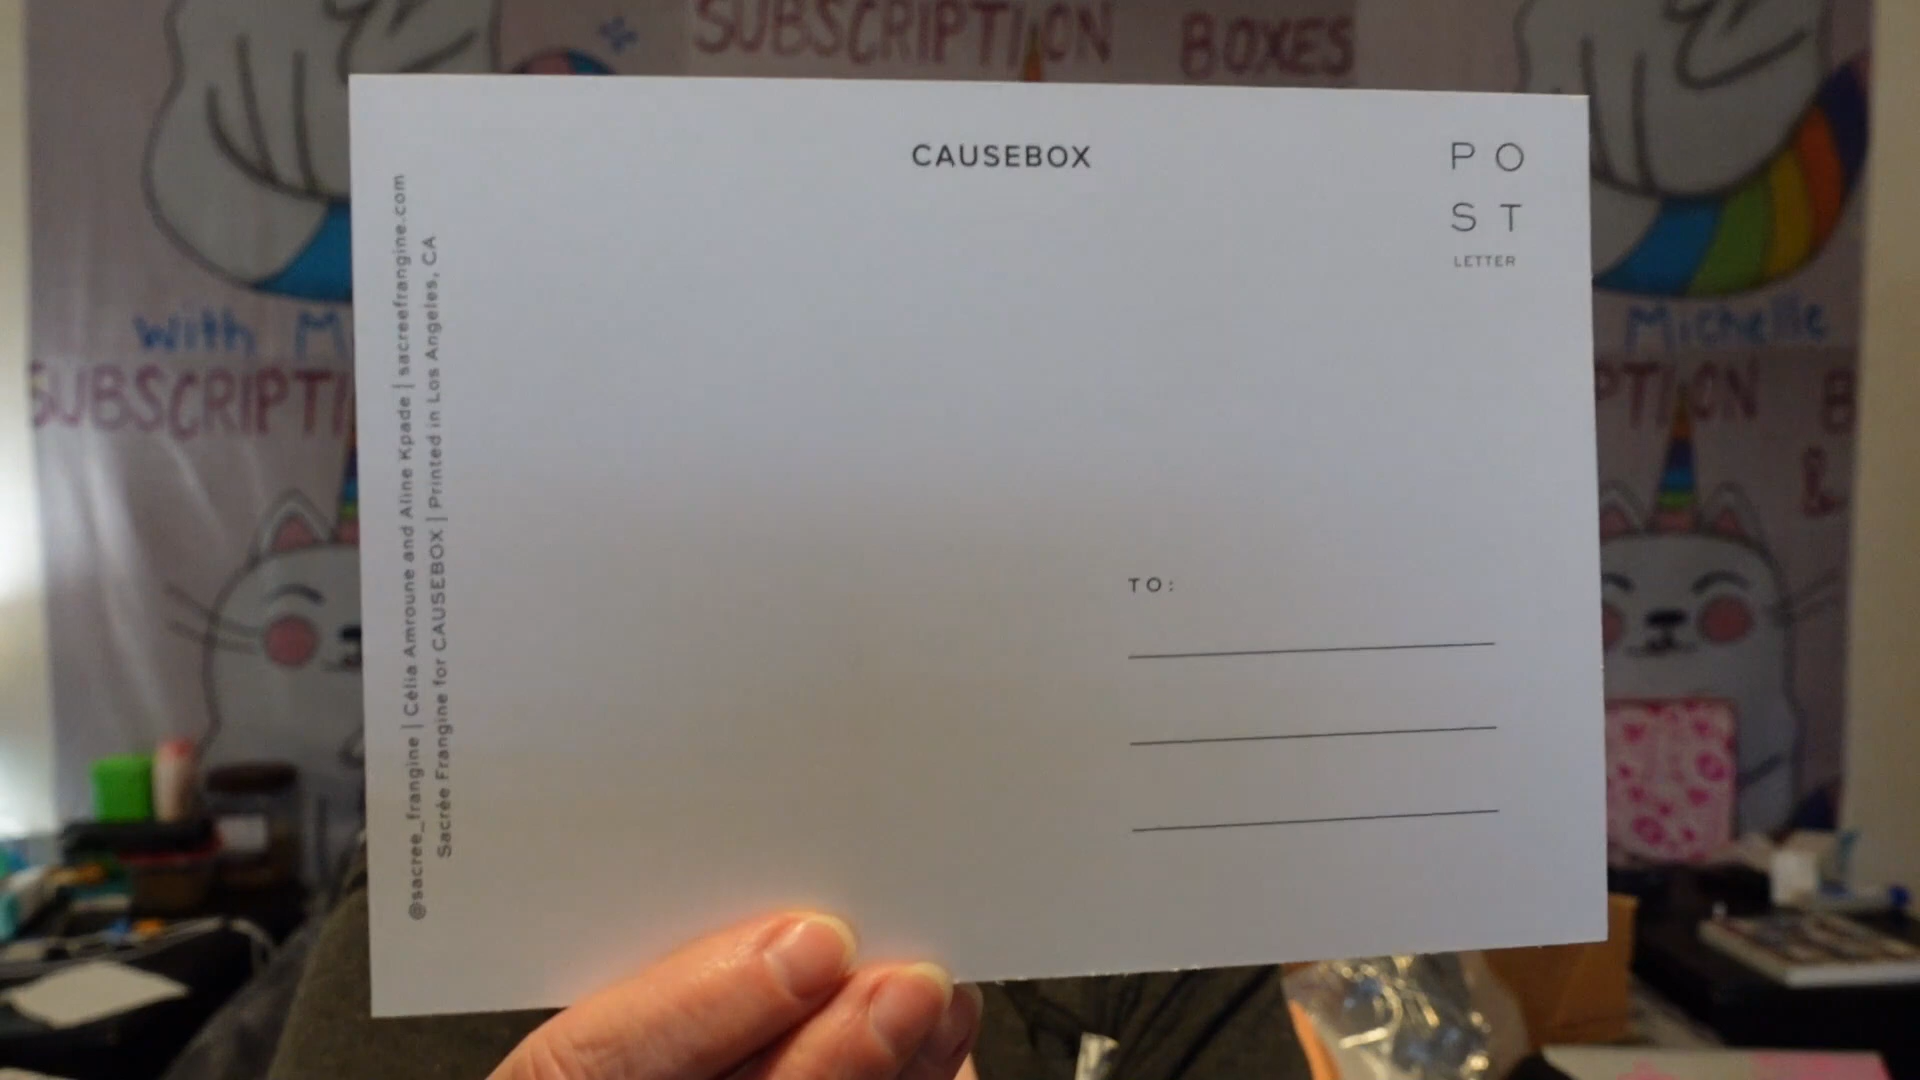 SUBSCRIPTION BOXES
CAUSEBOX
P O
S T
LETTER
@sacree_frangine | Célia Amroune and Aline Kpade | sacreefrangine.com
Sacrée Frangine for CAUSEBOX | Printed in Los Angeles, CA
With M
Michelle
SUBSCRIPTI
PTION B
&
TO: